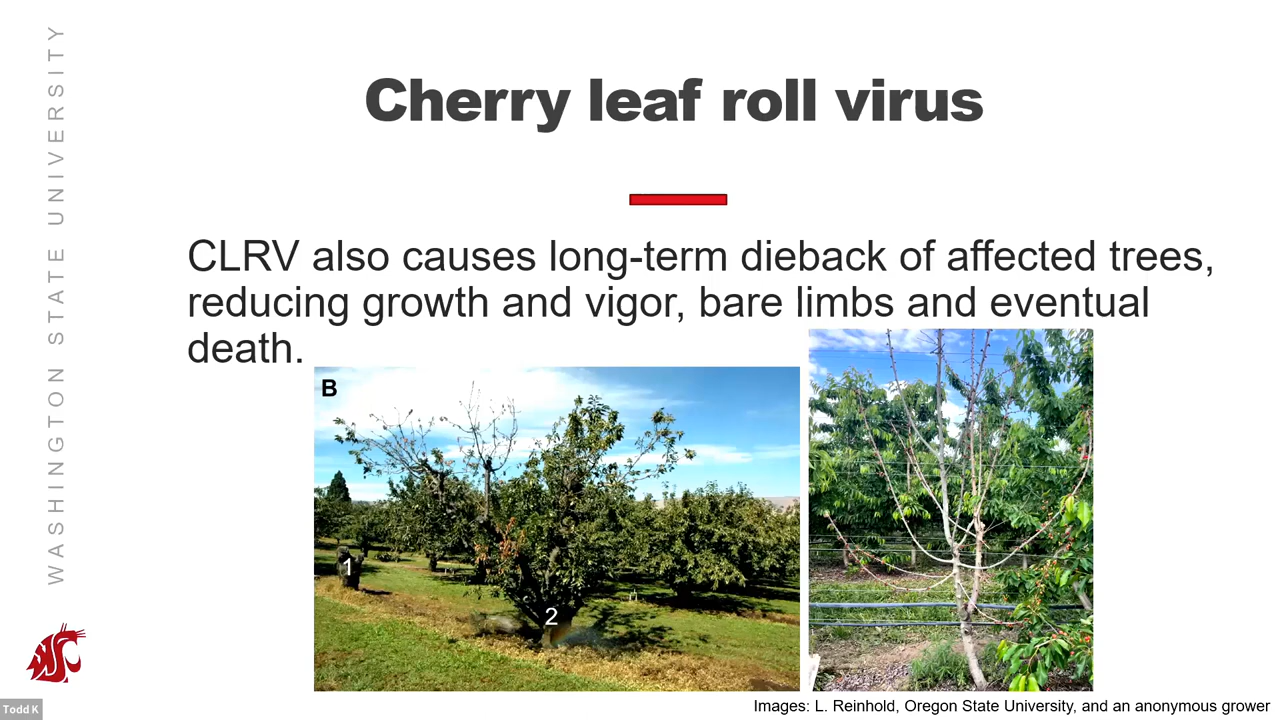 WASHINGTON STATE UNIVERSITY
Cherry leaf roll virus
CLRV also causes long-term dieback of affected trees,
reducing growth and vigor, bare limbs and eventual
death.
B
1
2
WSC
Todd K
Images: L. Reinhold, Oregon State University, and an anonymous grower